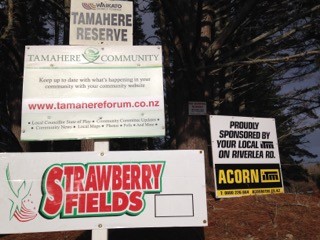 WAIKATO
TAMAHERE
RESERVE
TAMAHERE COMMUNITY
Keep up to date with what's happening in your
community with your community website
www.tamahereforum.co.nz
STRAWBERRY
FIELDS
PROUDLY
SPONSORED BY
YOUR LOCAL
ON RIVERLEA RD.
ACORN